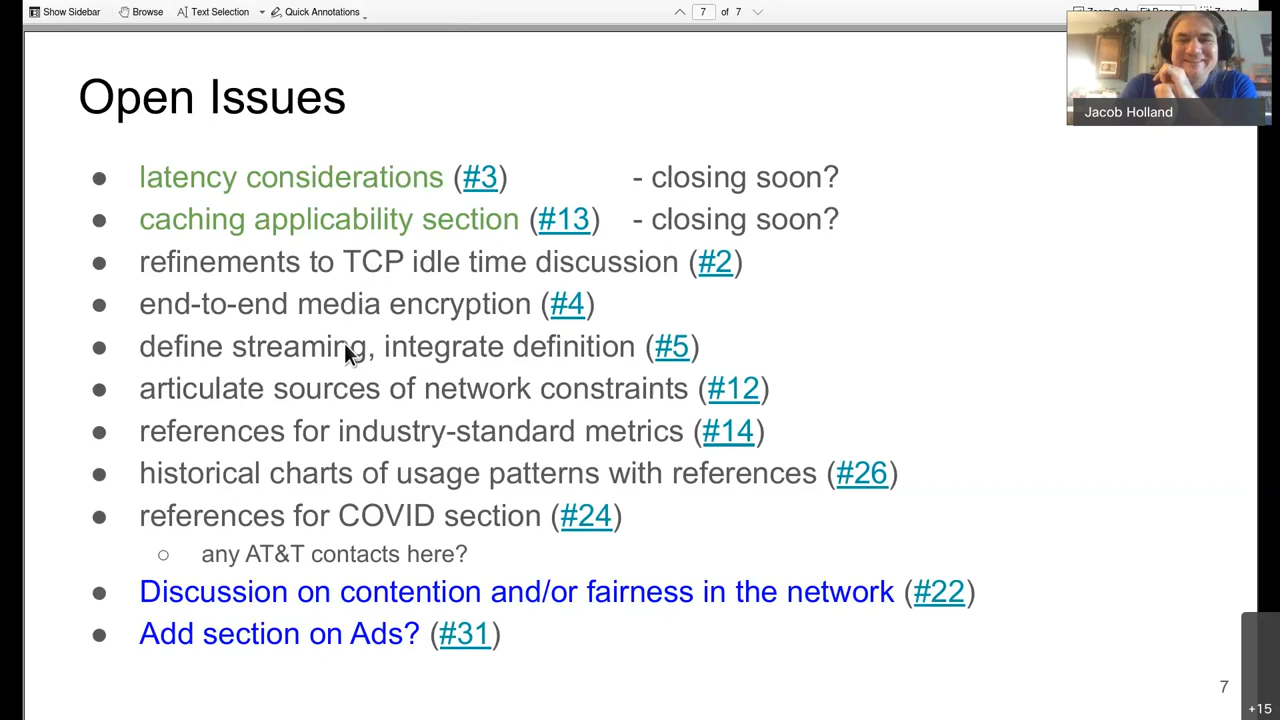 Show Sidebar Browse Text Selection Quick Annotations 7 of 7
Jacob Holland
Open Issues
● latency considerations (#3) - closing soon?
● caching applicability section (#13) - closing soon?
● refinements to TCP idle time discussion (#2)
● end-to-end media encryption (#4)
● define streaming, integrate definition (#5)
● articulate sources of network constraints (#12)
● references for industry-standard metrics (#14)
● historical charts of usage patterns with references (#26)
● references for COVID section (#24)
○ any AT&T contacts here?
● Discussion on contention and/or fairness in the network (#22)
● Add section on Ads? (#31)
7
+15